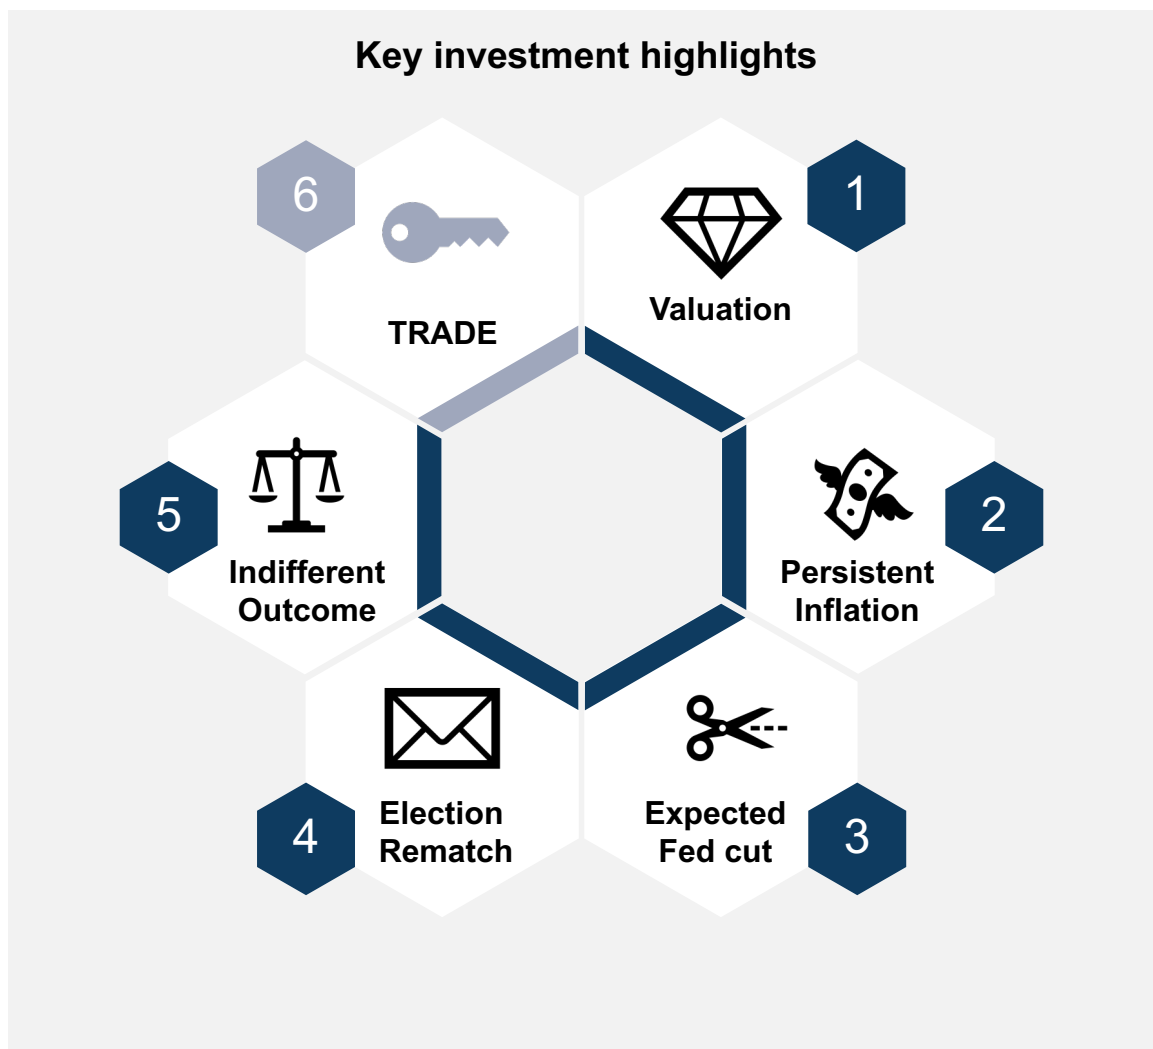 Key investment highlights
1
Valuation
2
Persistent
Inflation
3
Expected
Fed cut
4
Election
Rematch
5
Indifferent
Outcome
6
TRADE